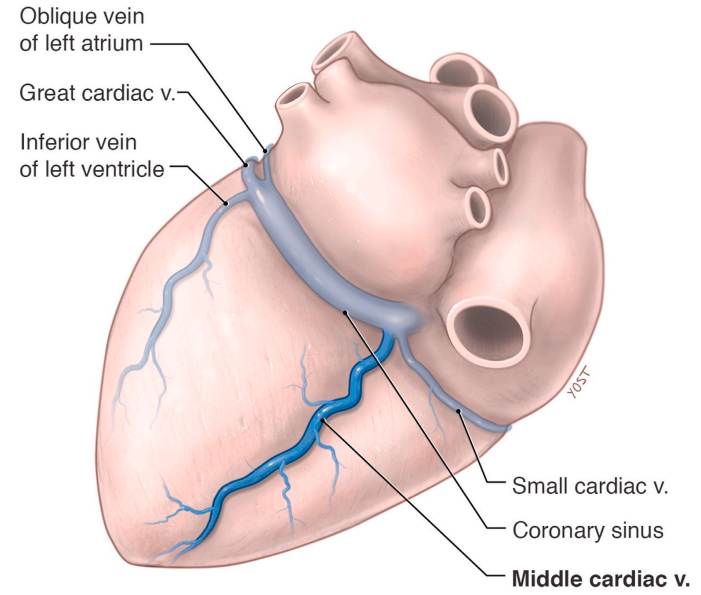 Oblique vein
of left atrium
Great cardiac v.
Inferior vein
of left ventricle
YOST
Small cardiac v.
Coronary sinus
Middle cardiac v.